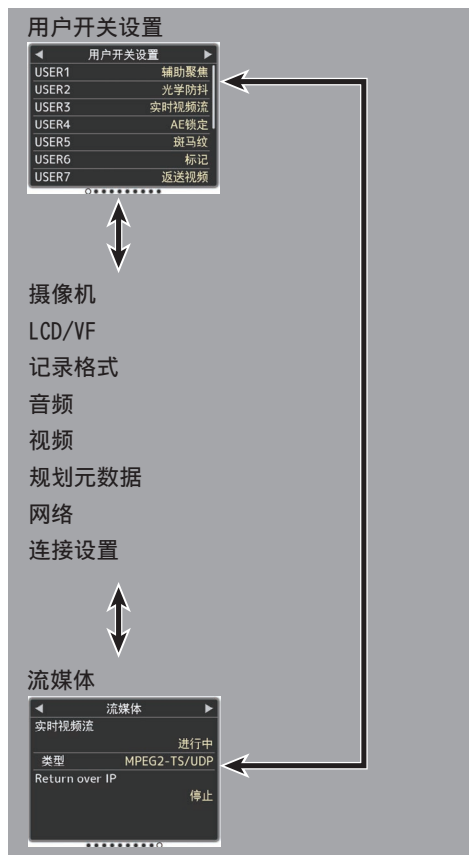 用户开关设置
◀ 用户开关设置 ▶
USER1 辅助聚焦
USER2 光学防抖
USER3 实时视频流
USER4 AE锁定
USER5 斑马纹
USER6 标记
USER7 返送视频
摄像机
LCD/VF
记录格式
音频
视频
规划元数据
网络
连接设置
流媒体
◀ 流媒体 ▶
实时视频流
进行中
类型 MPEG2-TS/UDP
Return over IP
停止